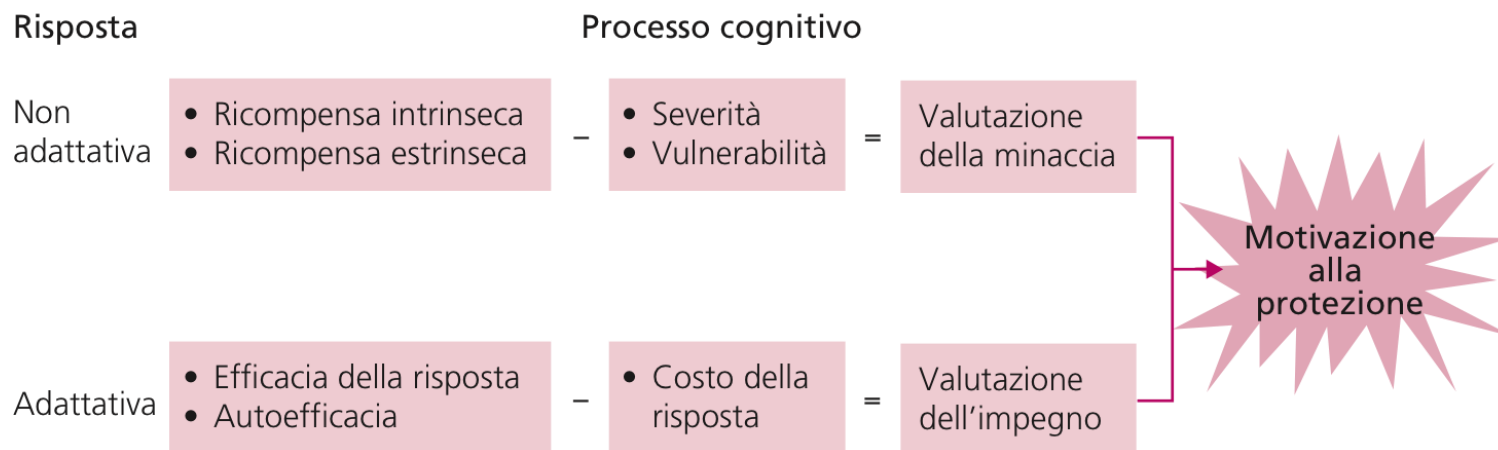 Risposta
Processo cognitivo
Non
adattativa
• Ricompensa intrinseca
• Ricompensa estrinseca
–
• Severità
• Vulnerabilità
=
Valutazione
della minaccia
Motivazione
alla
protezione
Adattativa
• Efficacia della risposta
• Autoefficacia
–
• Costo della
risposta
=
Valutazione
dell’impegno